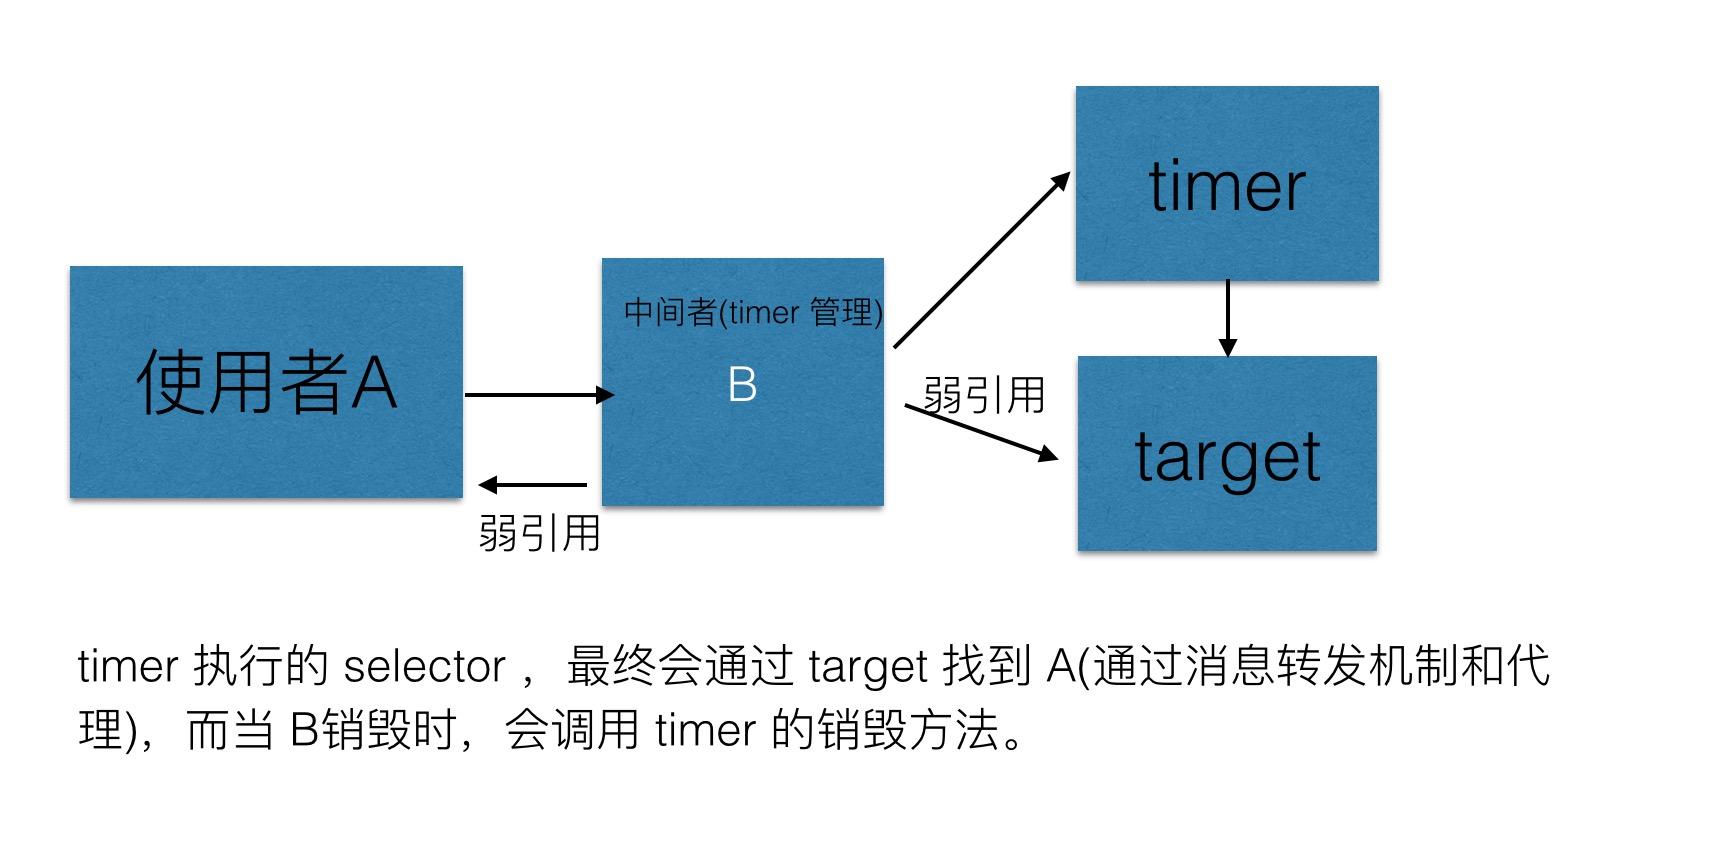 timer
使用者A
中间者(timer 管理)
B
弱引用
target
弱引用
timer 执行的 selector ，最终会通过 target 找到 A(通过消息转发机制和代
理)，而当 B销毁时，会调用 timer 的销毁方法。